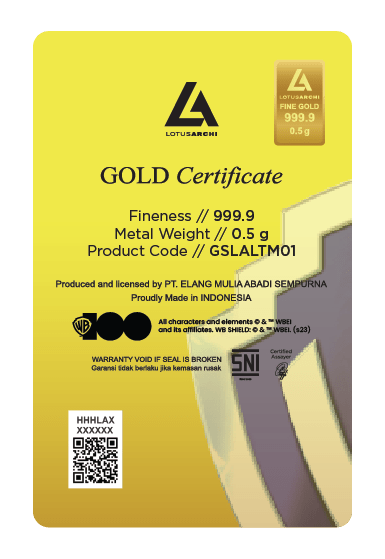 LOTUSARCHI
LOTUSARCHI
FINE GOLD
999.9
0.5 g
GOLD Certificate
Fineness // 999.9
Metal Weight // 0.5 g
Product Code // GSLALTM01
Produced and licensed by PT. ELANG MULIA ABADI SEMPURNA
Proudly Made in INDONESIA
WB 100
All characters and elements © & ™ WBEI
and its affiliates. WB SHIELD: © & ™ WBEI. (s23)
WARRANTY VOID IF SEAL IS BROKEN
Garansi tidak berlaku jika kemasan rusak
SNI
Certified
Assayer
HHHLAX
XXXXXX